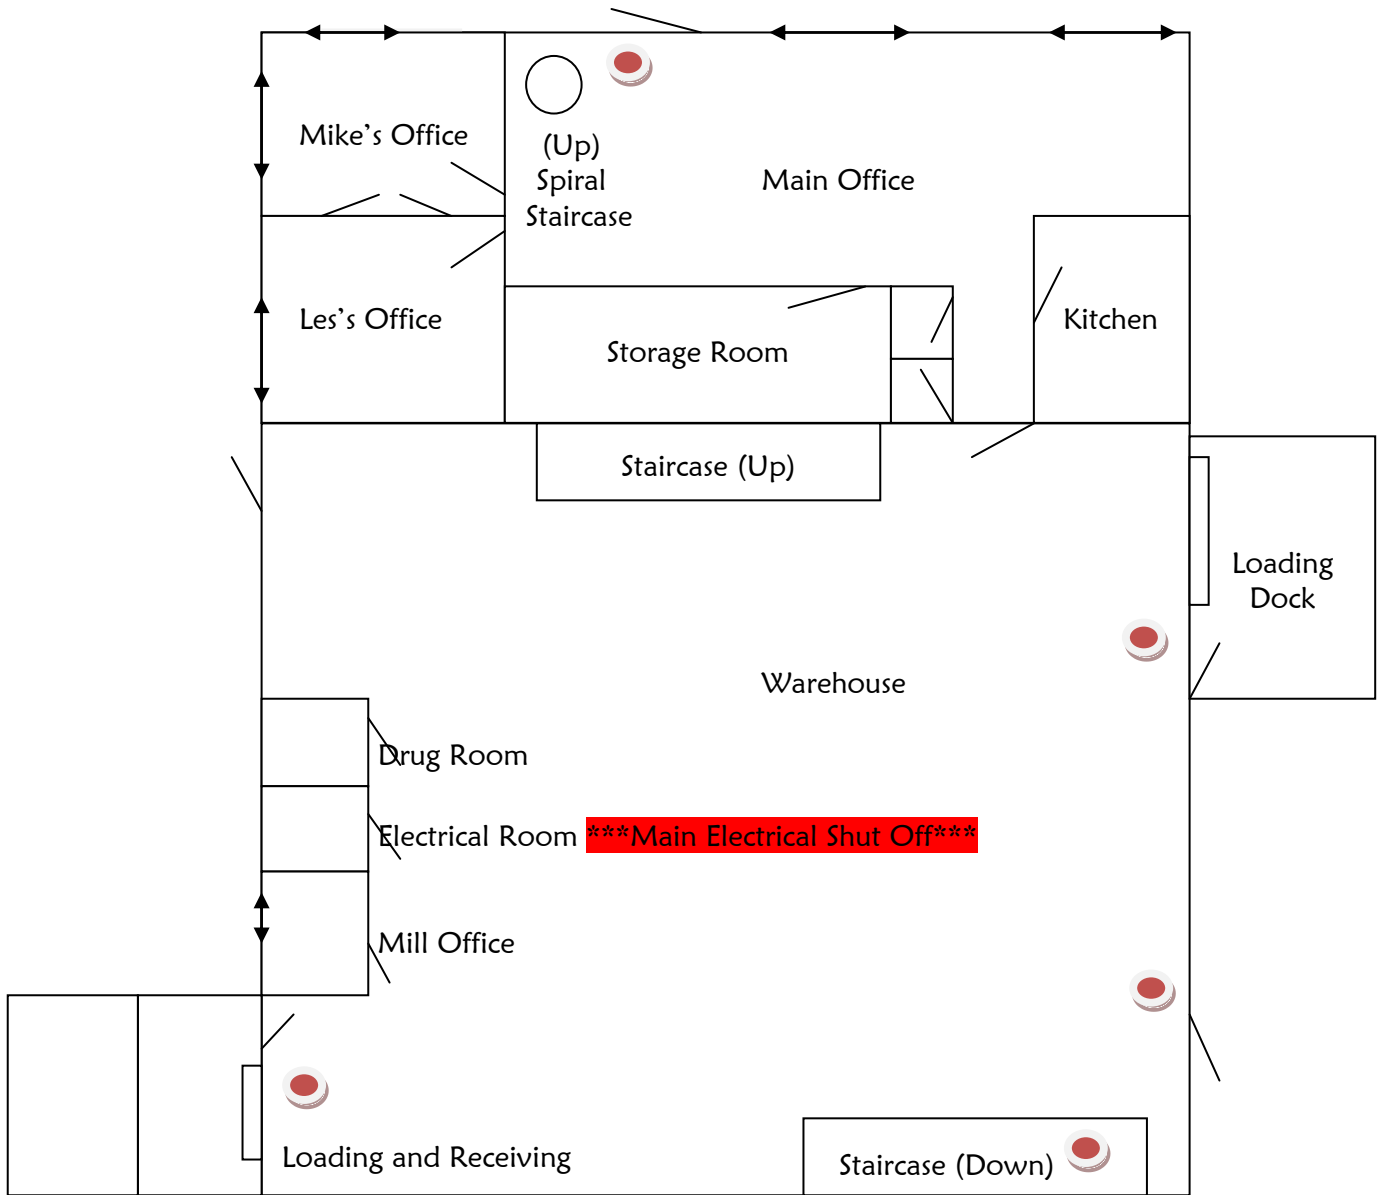 Mike's Office
(Up)
Spiral
Staircase
Main Office
Les's Office
Storage Room
Kitchen
Staircase (Up)
Loading
Dock
Warehouse
Drug Room
Electrical Room ***Main Electrical Shut Off***
Mill Office
Loading and Receiving
Staircase (Down)